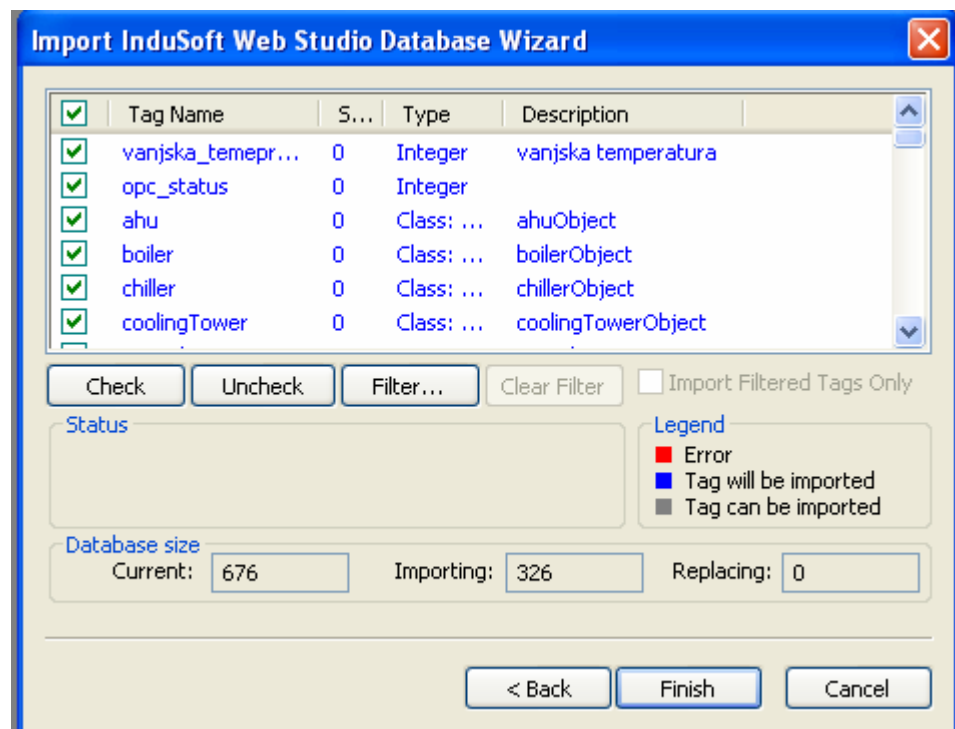 Import InduSoft Web Studio Database Wizard
Tag Name S... Type Description
vanjska_temepr... 0 Integer vanjska temperatura
opc_status 0 Integer
ahu 0 Class: ... ahuObject
boiler 0 Class: ... boilerObject
chiller 0 Class: ... chillerObject
coolingTower 0 Class: ... coolingTowerObject
Check Uncheck Filter... Clear Filter Import Filtered Tags Only
Status Legend
Error
Tag will be imported
Tag can be imported
Database size
Current: 676 Importing: 326 Replacing: 0
< Back Finish Cancel